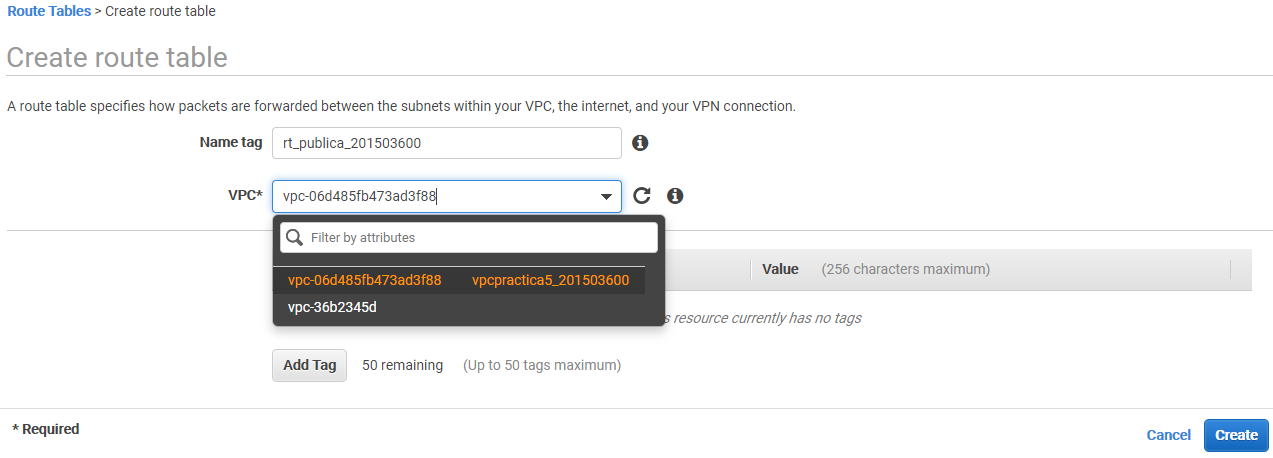 Route Tables > Create route table
Create route table
A route table specifies how packets are forwarded between the subnets within your VPC, the internet, and your VPN connection.
Name tag rt_publica_201503600
VPC* vpc-06d485fb473ad3f88
Filter by attributes
Value (256 characters maximum)
vpc-06d485fb473ad3f88 vpcpractica5_201503600
vpc-36b2345d
resource currently has no tags
Add Tag 50 remaining (Up to 50 tags maximum)
* Required
Cancel Create